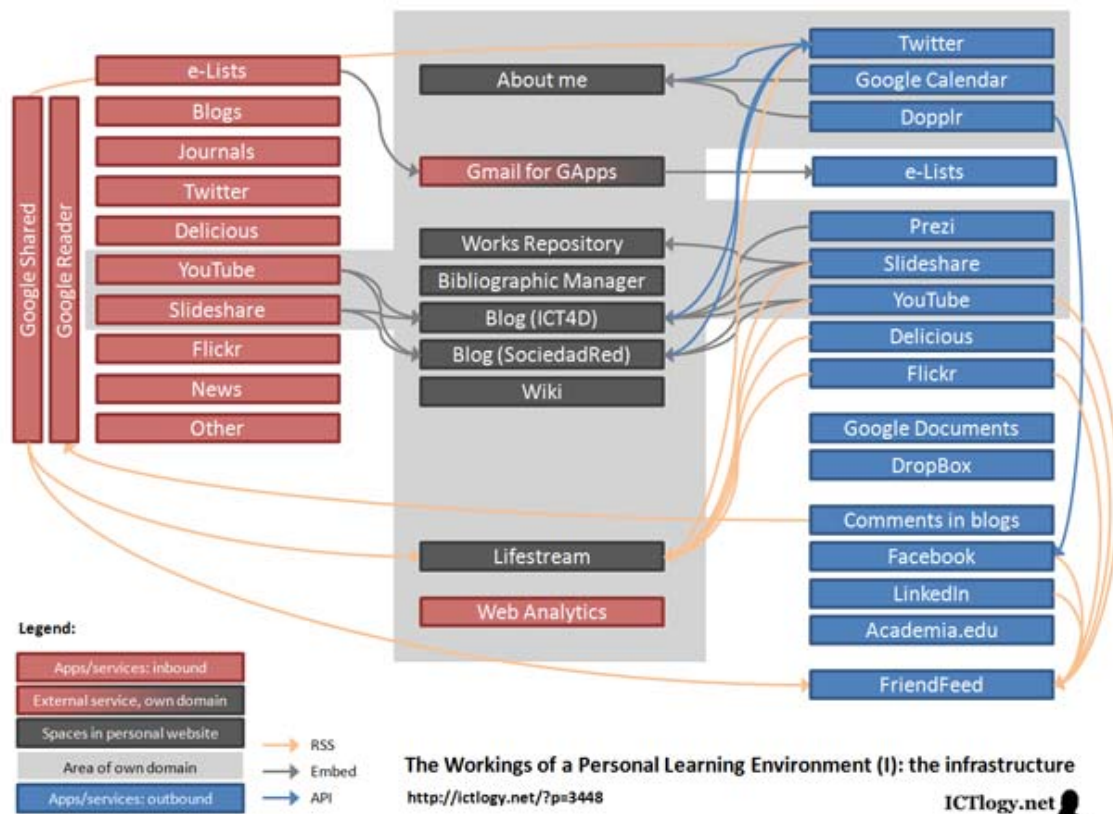 Google Shared
Google Reader
e-Lists
Blogs
Journals
Twitter
Delicious
YouTube
Slideshare
Flickr
News
Other
About me
Gmail for GApps
Works Repository
Bibliographic Manager
Blog (ICT4D)
Blog (SociedadRed)
Wiki
Lifestream
Web Analytics
Twitter
Google Calendar
Dopplr
e-Lists
Prezi
Slideshare
YouTube
Delicious
Flickr
Google Documents
DropBox
Comments in blogs
Facebook
LinkedIn
Academia.edu
FriendFeed
Legend:
Apps/services: inbound
External service, own domain
Spaces in personal website
Area of own domain
Apps/services: outbound
RSS
Embed
API
The Workings of a Personal Learning Environment (I): the infrastructure
http://ictlogy.net/?p=3448
ICTlogy.net